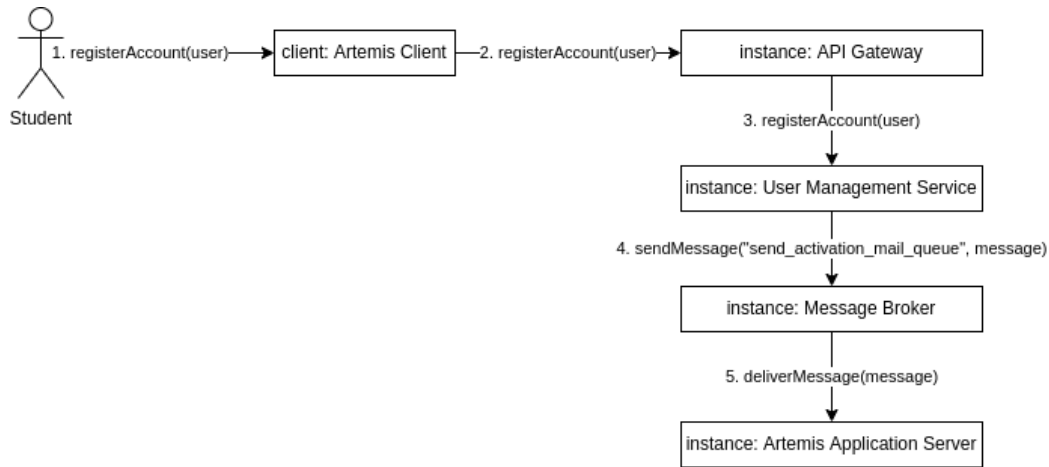 1. registerAccount(user)
client: Artemis Client
2. registerAccount(user)
instance: API Gateway
Student
3. registerAccount(user)
instance: User Management Service
4. sendMessage("send_activation_mail_queue", message)
instance: Message Broker
5. deliverMessage(message)
instance: Artemis Application Server